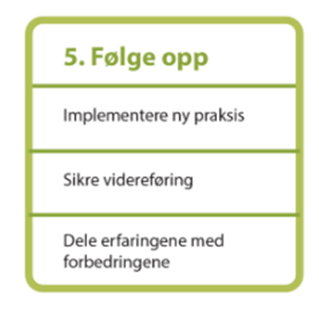 5. Følge opp
Implementere ny praksis
Sikre videreføring
Dele erfaringene med
forbedringene